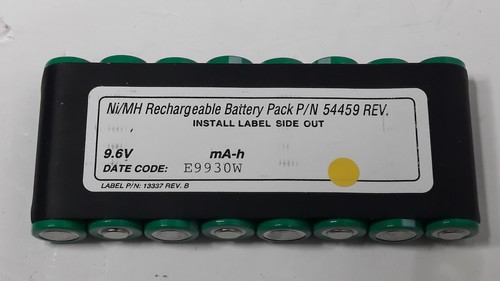 Ni/MH Rechargeable Battery Pack P/N 54459 REV.
INSTALL LABEL SIDE OUT
9.6V mA-h
DATE CODE: E9930W
LABEL P/N: 13337 REV. B